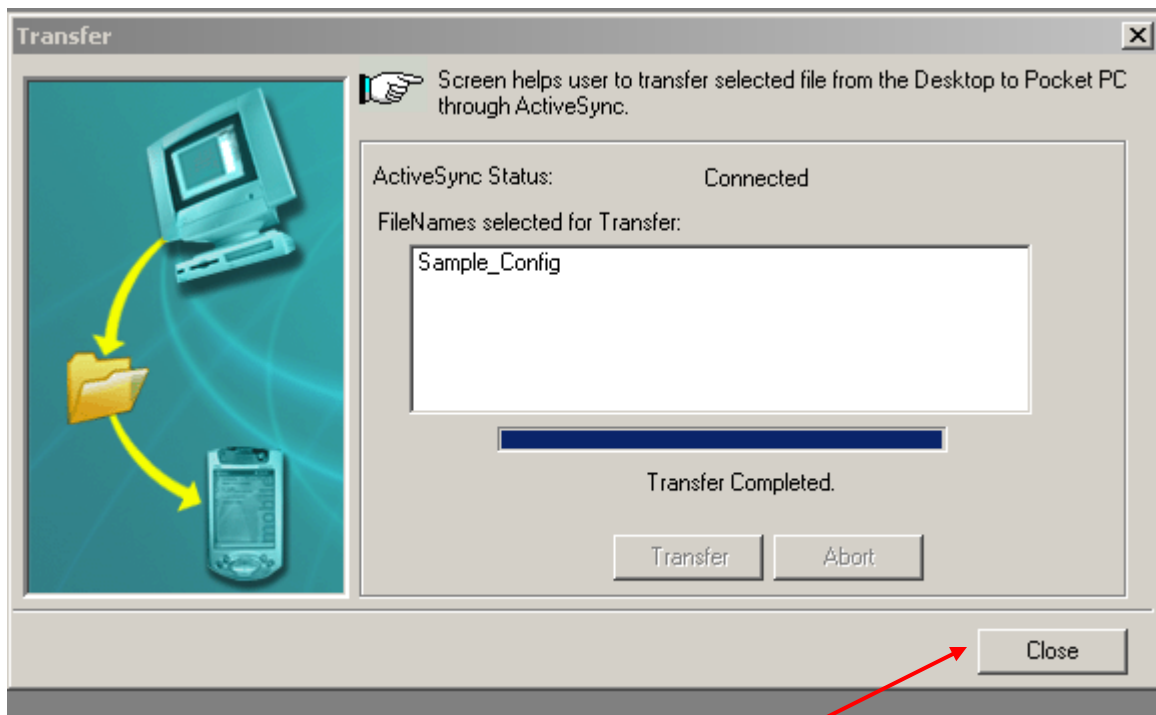 Transfer
Screen helps user to transfer selected file from the Desktop to Pocket PC
through ActiveSync.
ActiveSync Status: Connected
FileNames selected for Transfer:
Sample_Config
Transfer Completed.
Transfer Abort
Close
mobile